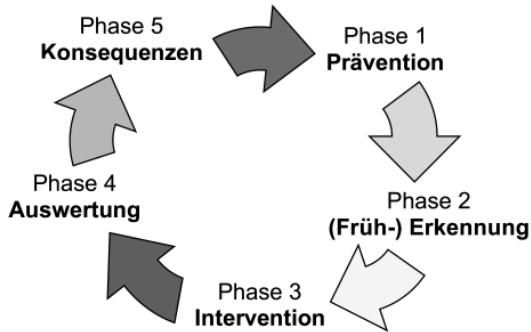 Phase 1
Prävention
Phase 2
(Früh-) Erkennung
Phase 3
Intervention
Phase 4
Auswertung
Phase 5
Konsequenzen